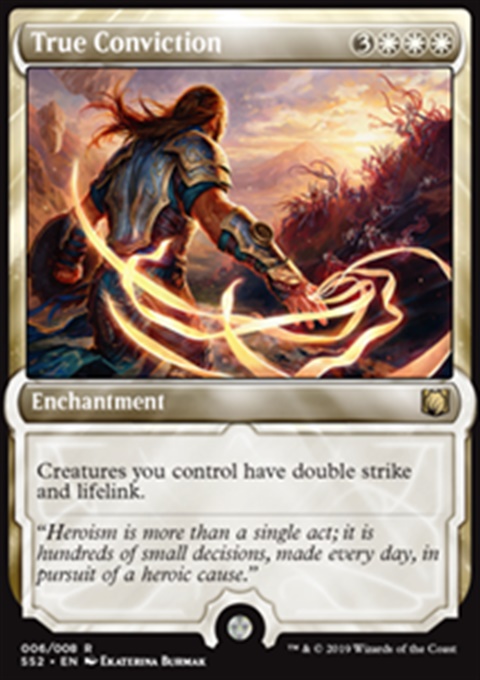 True Conviction 3
Enchantment
Creatures you control have double strike
and lifelink.
“Heroism is more than a single act; it is
hundreds of small decisions, made every day, in
pursuit of a heroic cause.”
006/008 R
SS2 • EN Ekaterina Burmak
™ & © 2019 Wizards of the Coast